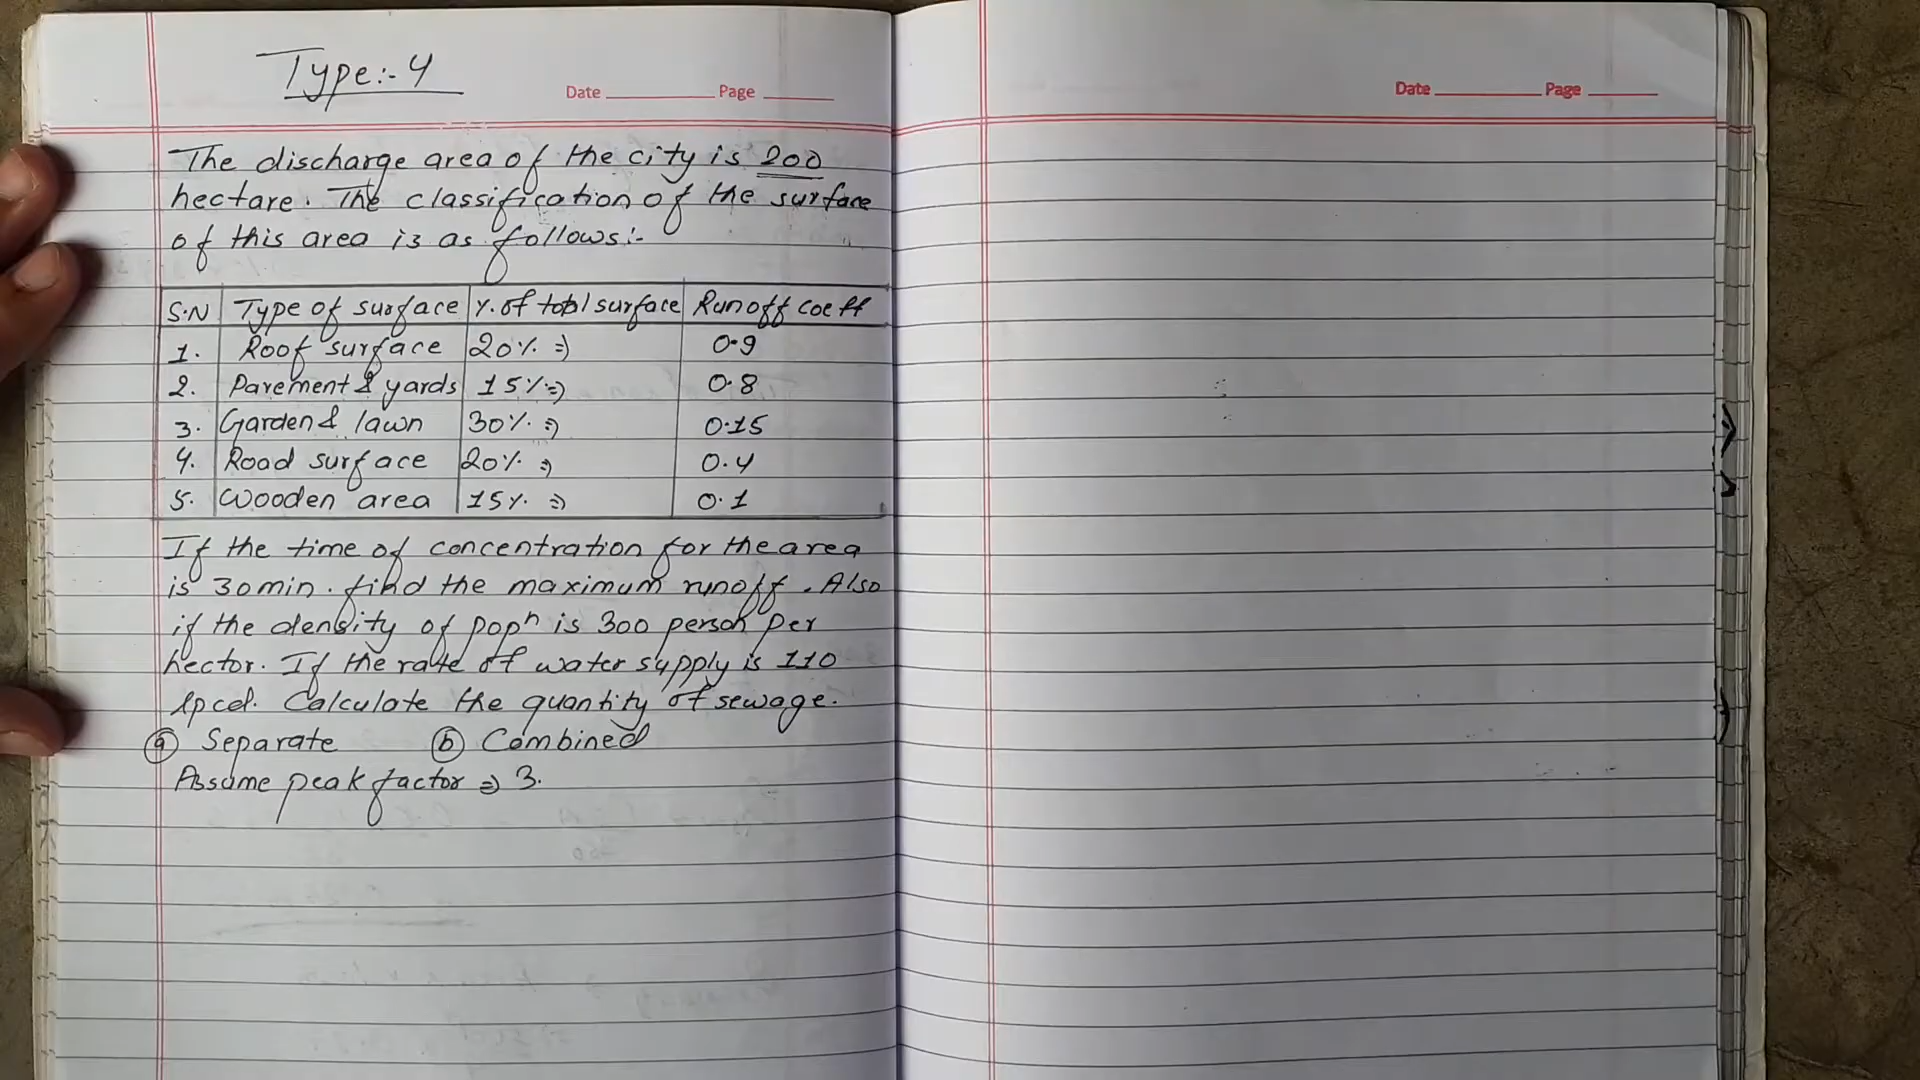 Type:- 4
Date Page
Date Page
The discharge area of the city is 200
hectare. The classification of the surface
of this area is as follows:-
S.N Type of surface %. of total surface Runoff coeff
1. Roof surface 20% ⇒ 0.9
2. Pavement & yards 15% ⇒ 0.8
3. Garden & lawn 30% ⇒ 0.15
4. Road surface 20% ⇒ 0.4
5. Wooden area 15% ⇒ 0.1
If the time of concentration for the area
is 30 min. find the maximum runoff. Also
if the density of popⁿ is 300 person per
hector. If the rate of water supply is 110
lpcd. Calculate the quantity of sewage.
ⓐ Separate ⓑ Combined
Assume peak factor ⇒ 3.